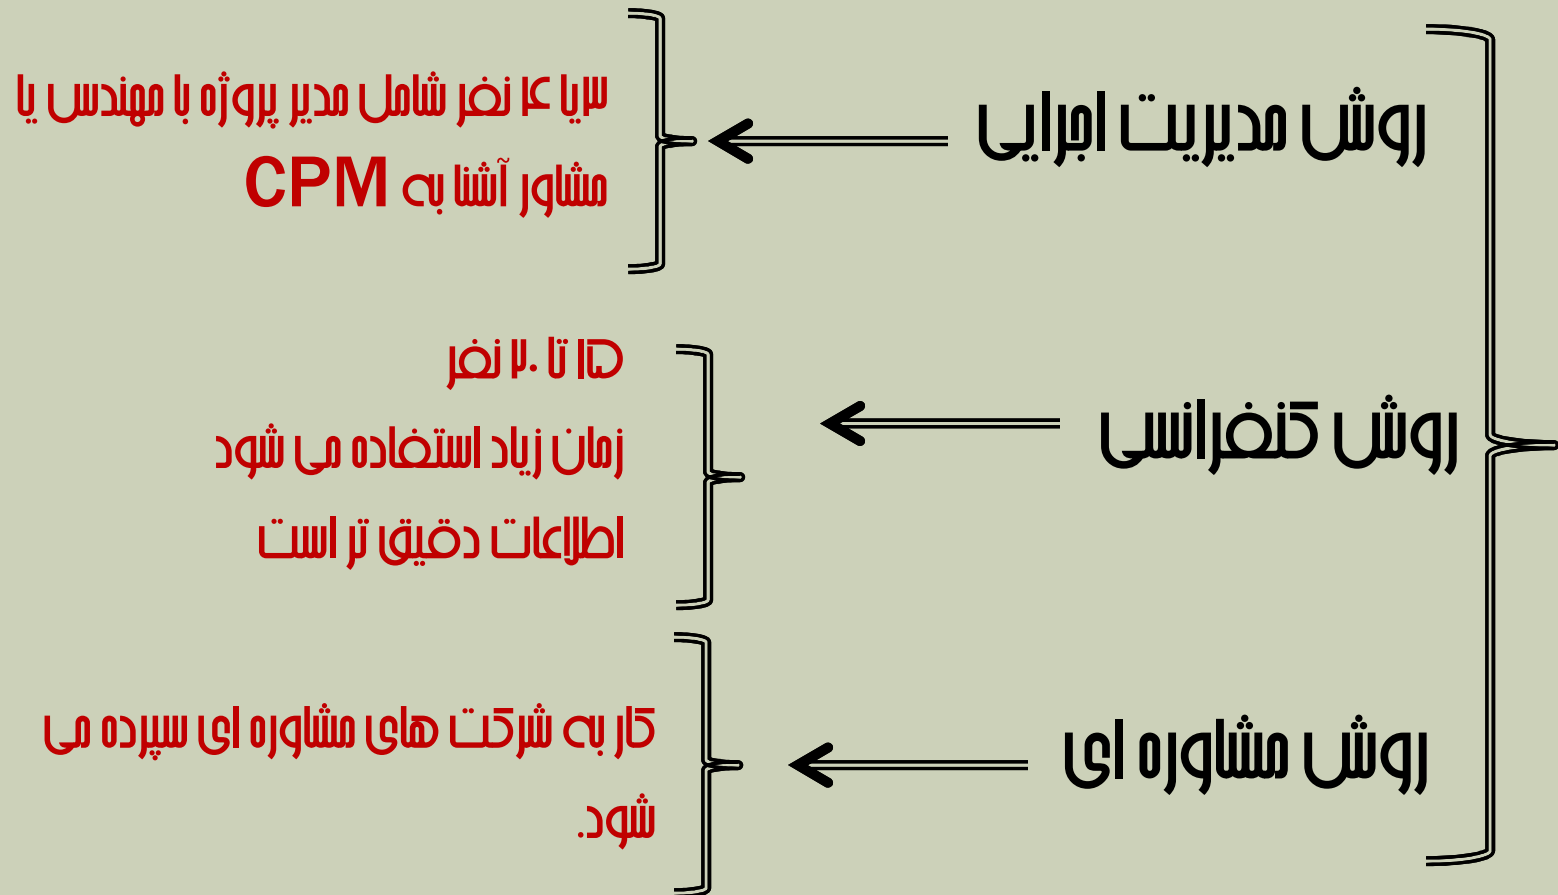 روش مدیریت اجرایی
۳یا ۴ نفر شامل مدیر پروژه با مهندس یا
مشاور آشنا به CPM
روش کنفرانسی
۱۵ تا ۲۰ نفر
زمان زیاد استفاده می شود
اطلاعات دقیق تر است
روش مشاوره ای
کار به شرکت های مشاوره ای سپرده می
شود.